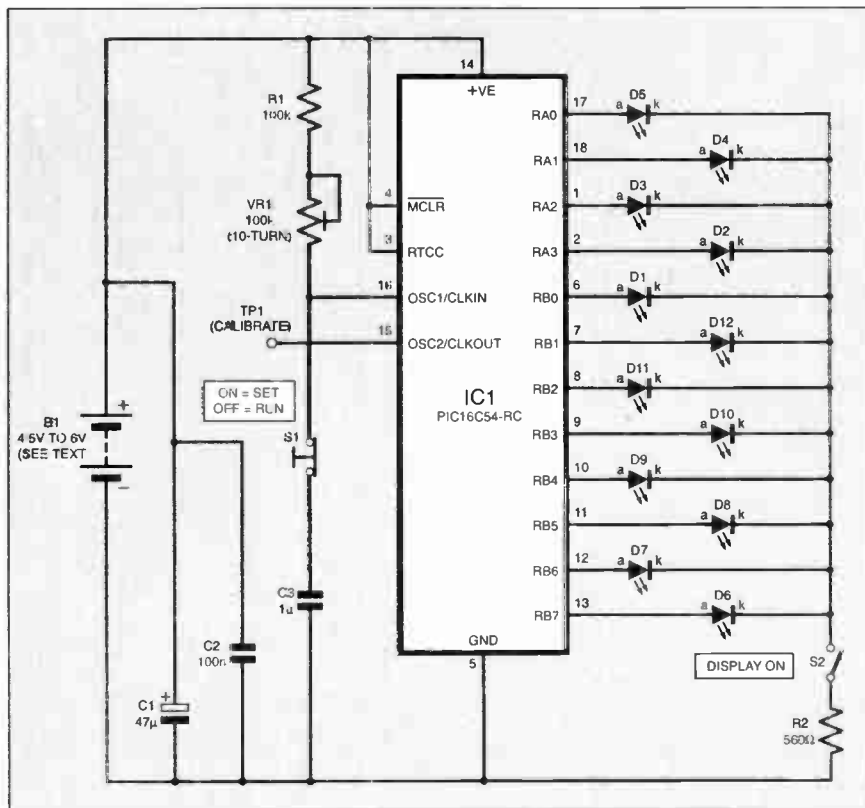 14
+VE
R1
100k
VR1
100k
(10-TURN)
4
MCLR
3
RTCC
16
OSC1/CLKIN
TP1
(CALIBRATE)
15
OSC2/CLKOUT
ON = SET
OFF = RUN
S1
IC1
PIC16C54-RC
B1
4.5V TO 6V
(SEE TEXT
+
−
C3
1µ
C2
100n
+
C1
47µ
GND
5
RA0
17
D5
a
k
RA1
18
D4
a
k
RA2
1
D3
a
k
RA3
2
D2
a
k
RB0
6
D1
a
k
RB1
7
D12
a
k
RB2
8
D11
a
k
RB3
9
D10
a
k
RB4
10
D9
a
k
RB5
11
D8
a
k
RB6
12
D7
a
k
RB7
13
D6
a
k
DISPLAY ON
S2
R2
560Ω